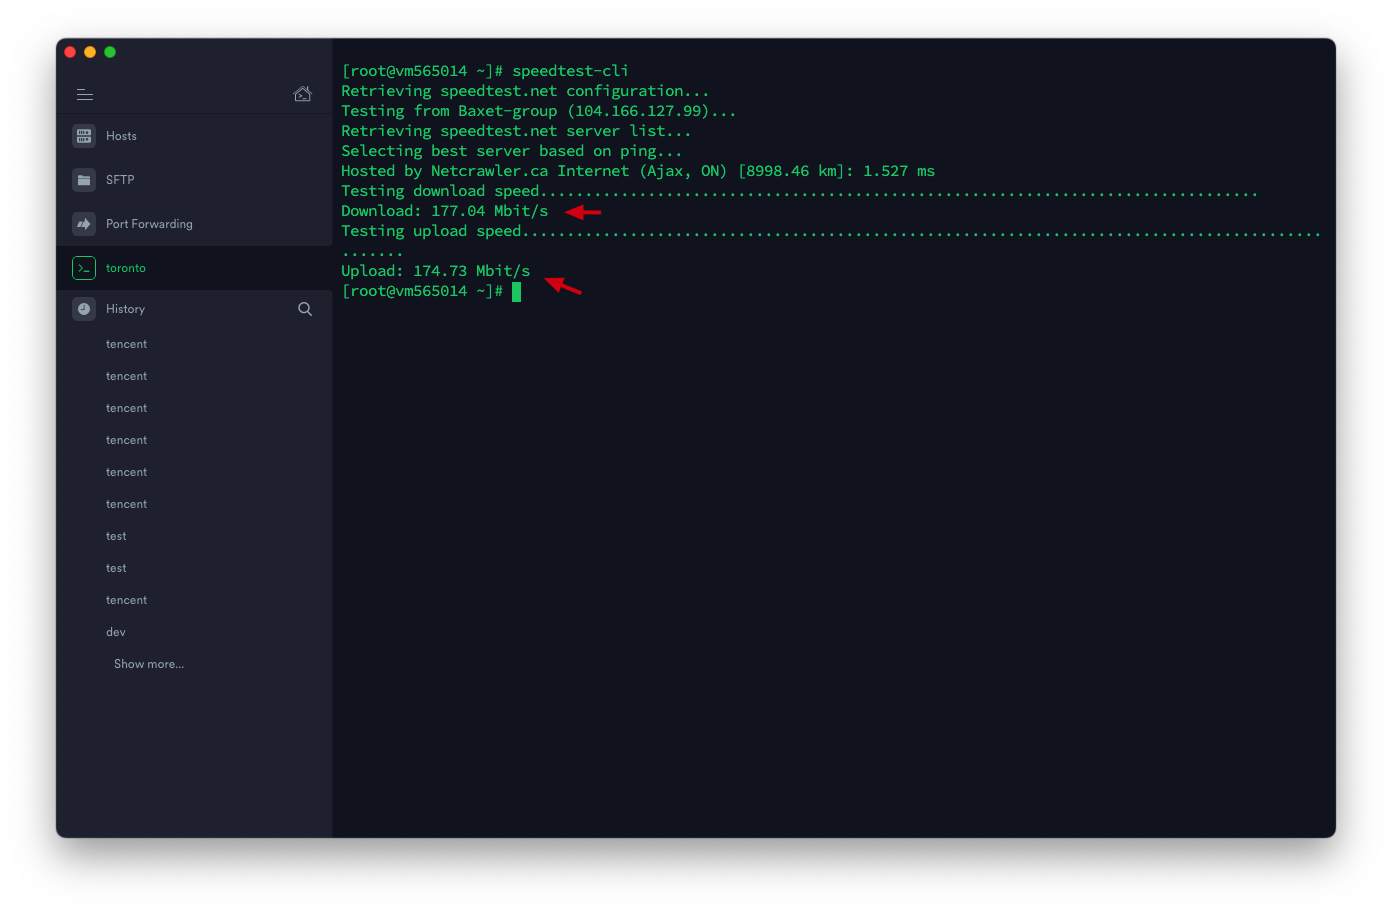 Hosts
SFTP
Port Forwarding
toronto
History
tencent
tencent
tencent
tencent
tencent
tencent
test
test
tencent
dev
Show more...
[root@vm565014 ~]# speedtest-cli
Retrieving speedtest.net configuration...
Testing from Baxet-group (104.166.127.99)...
Retrieving speedtest.net server list...
Selecting best server based on ping...
Hosted by Netcrawler.ca Internet (Ajax, ON) [8998.46 km]: 1.527 ms
Testing download speed................................................................................
Download: 177.04 Mbit/s
Testing upload speed.........................................................................................
.......
Upload: 174.73 Mbit/s
[root@vm565014 ~]#